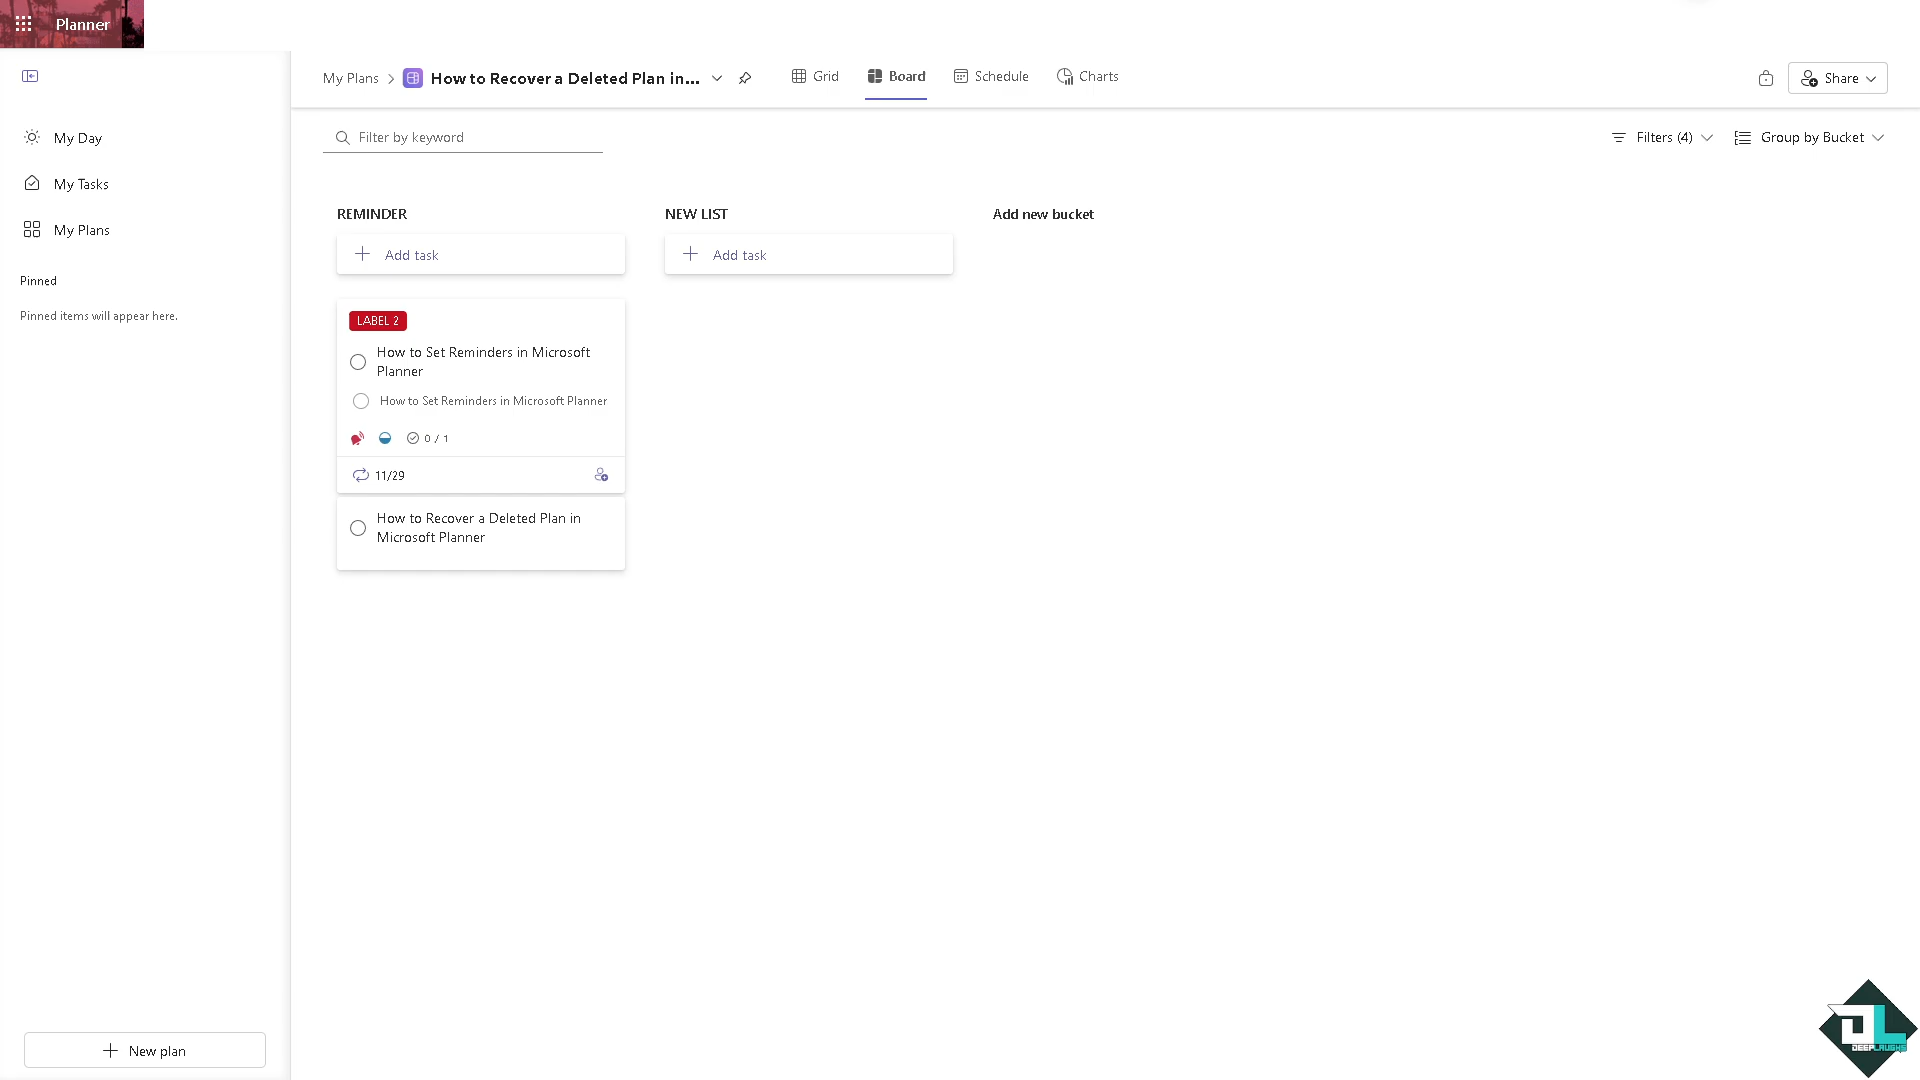 Planner
My Plans
How to Recover a Deleted Plan in...
Grid
Board
Schedule
Charts
Share
My Day
My Tasks
My Plans
Pinned
Pinned items will appear here.
Filter by keyword
Filters (4)
Group by Bucket
REMINDER
NEW LIST
Add new bucket
Add task
Add task
LABEL 2
How to Set Reminders in Microsoft
Planner
How to Set Reminders in Microsoft Planner
0 / 1
11/29
How to Recover a Deleted Plan in
Microsoft Planner
New plan
DL
DEEPLAUGHS